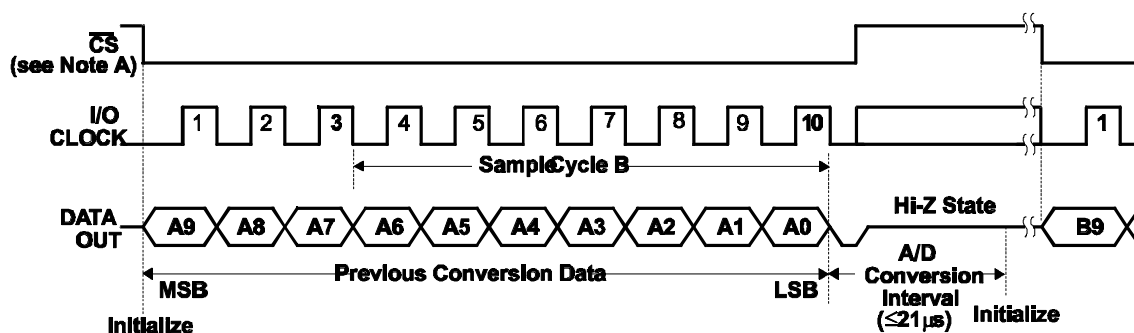 CS
(see Note A)
I/O
CLOCK
1 2 3 4 5 6 7 8 9 10 1
Sample Cycle B
DATA
OUT
A9 A8 A7 A6 A5 A4 A3 A2 A1 A0 Hi-Z State B9
Previous Conversion Data
MSB LSB
A/D
Conversion
Interval
(≤21 µs)
Initialize
Initialize